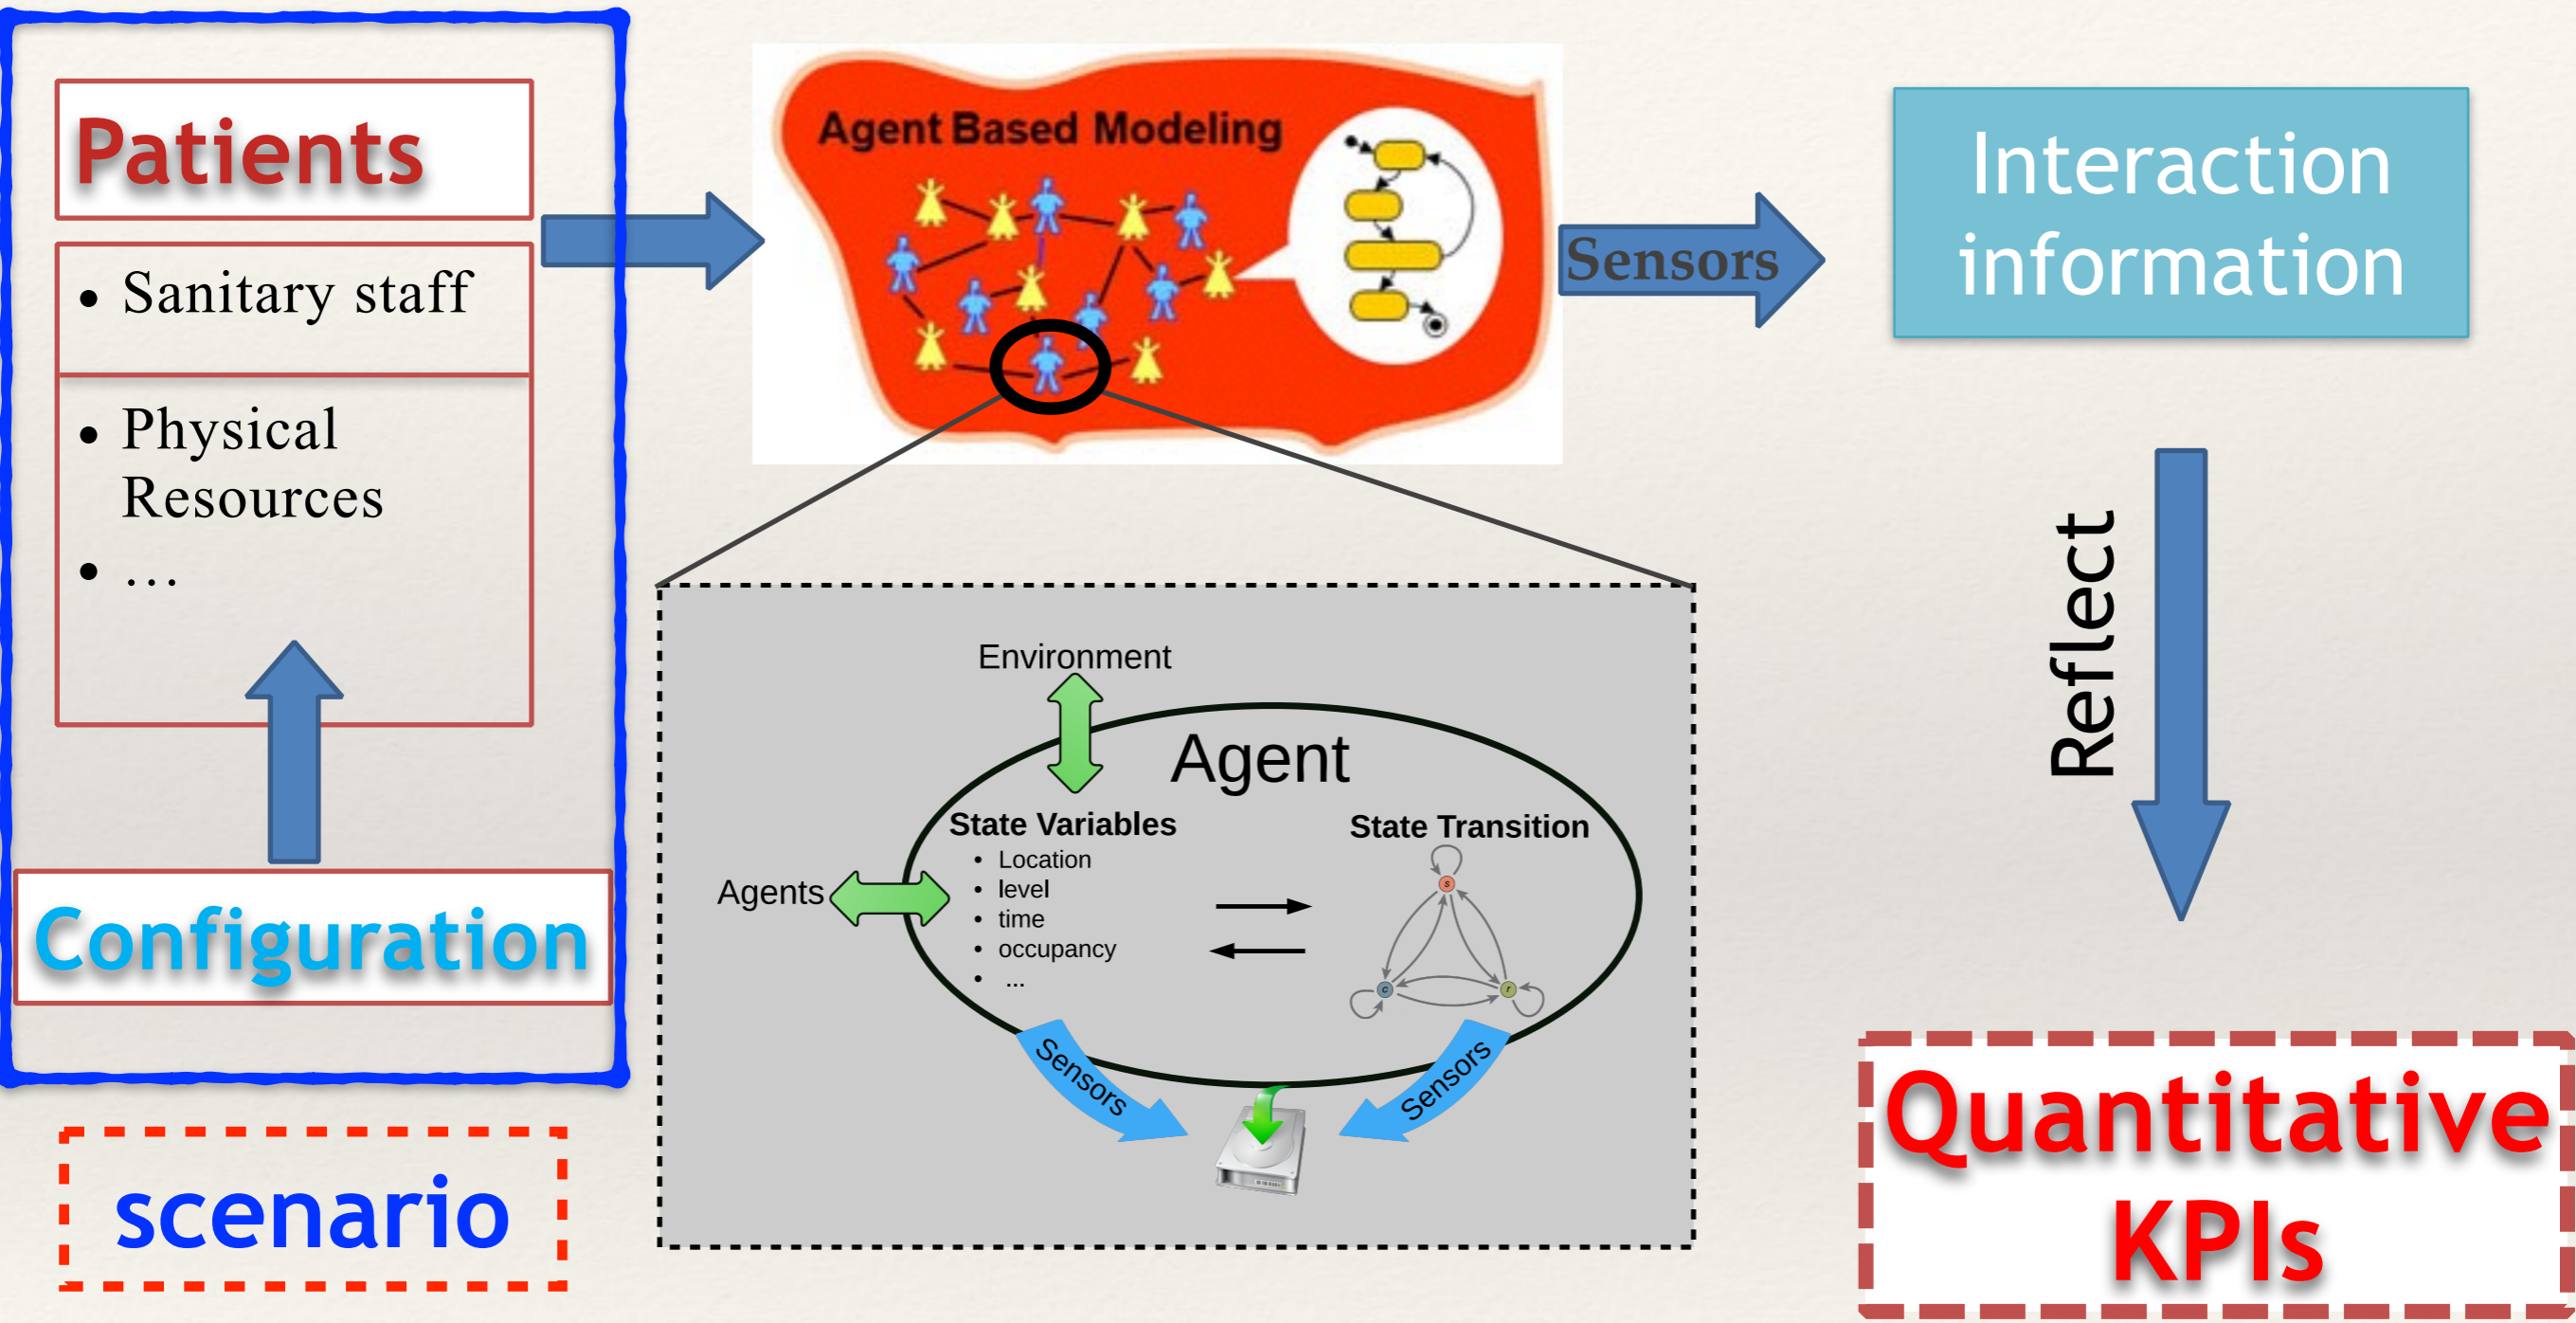 Patients
• Sanitary staff
• Physical
Resources
• ...
Configuration
scenario
Agent Based Modeling
Sensors
Interaction
information
Reflect
Quantitative
KPIs
Environment
Agent
Agents
State Variables
• Location
• level
• time
• occupancy
• ...
State Transition
s
c
r
Sensors
Sensors